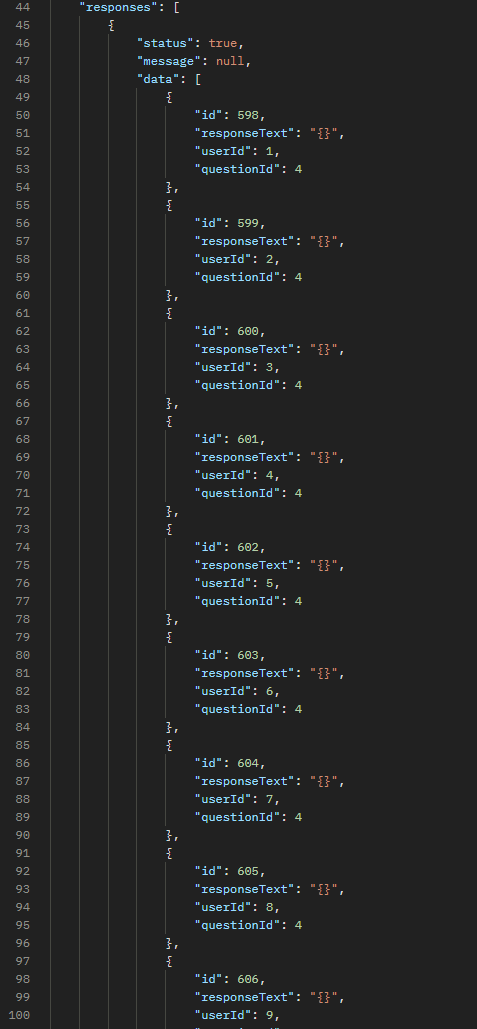 44 "responses": [
45 {
46 "status": true,
47 "message": null,
48 "data": [
49 {
50 "id": 598,
51 "responseText": "{}",
52 "userId": 1,
53 "questionId": 4
54 },
55 {
56 "id": 599,
57 "responseText": "{}",
58 "userId": 2,
59 "questionId": 4
60 },
61 {
62 "id": 600,
63 "responseText": "{}",
64 "userId": 3,
65 "questionId": 4
66 },
67 {
68 "id": 601,
69 "responseText": "{}",
70 "userId": 4,
71 "questionId": 4
72 },
73 {
74 "id": 602,
75 "responseText": "{}",
76 "userId": 5,
77 "questionId": 4
78 },
79 {
80 "id": 603,
81 "responseText": "{}",
82 "userId": 6,
83 "questionId": 4
84 },
85 {
86 "id": 604,
87 "responseText": "{}",
88 "userId": 7,
89 "questionId": 4
90 },
91 {
92 "id": 605,
93 "responseText": "{}",
94 "userId": 8,
95 "questionId": 4
96 },
97 {
98 "id": 606,
99 "responseText": "{}",
100 "userId": 9,